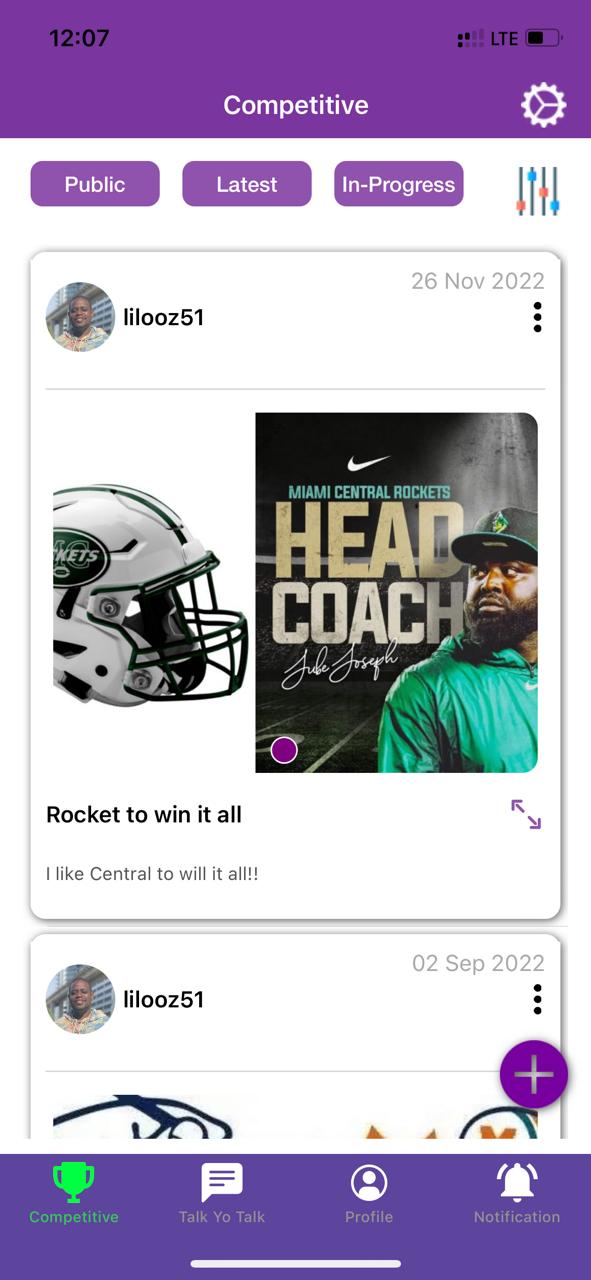 12:07
LTE
Competitive
Public
Latest
In-Progress
26 Nov 2022
lilooz51
KETS
MIAMI CENTRAL ROCKETS
HEAD
COACH
Jube Joseph
Rocket to win it all
I like Central to will it all!!
02 Sep 2022
lilooz51
Competitive
Talk Yo Talk
Profile
Notification